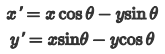 x' = x cos θ − y sin θ
y' = x sin θ − y cos θ